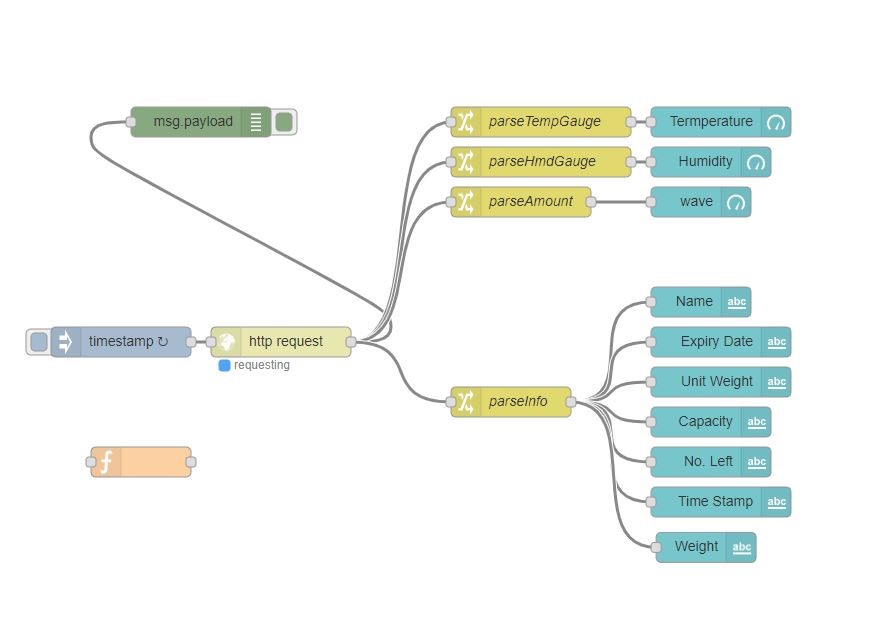 msg.payload
parseTempGauge
Termperature
parseHmdGauge
Humidity
parseAmount
wave
Name
abc
timestamp ↻
http request
requesting
Expiry Date
abc
Unit Weight
abc
parseInfo
Capacity
abc
No. Left
abc
Time Stamp
abc
Weight
abc